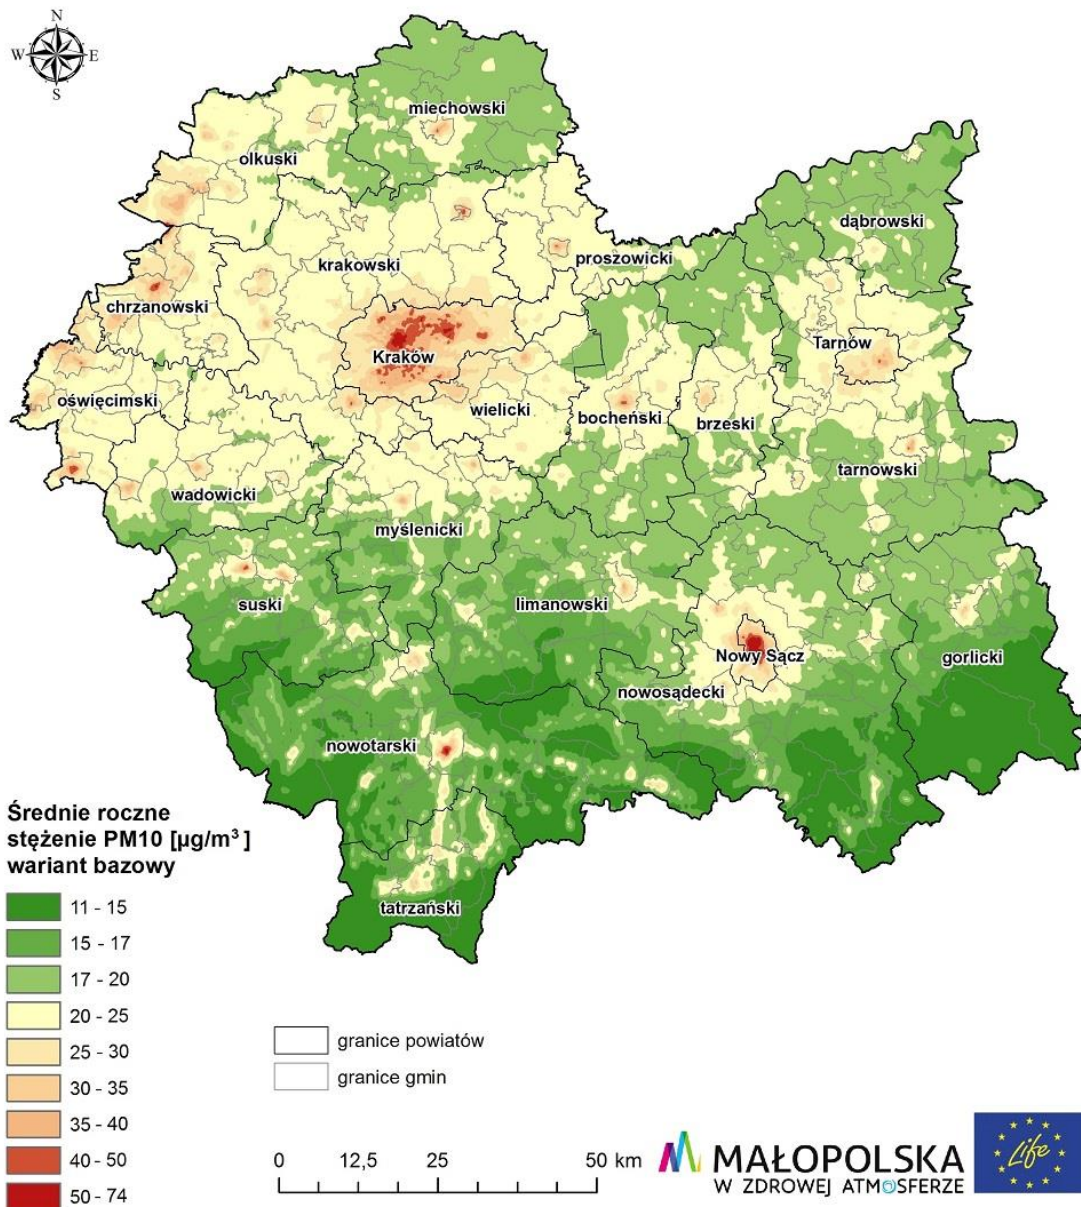 N
W E
S
miechowski
olkuski
dąbrowski
krakowski
proszowicki
chrzanowski
Tarnów
Kraków
oświęcimski
wielicki
bocheński
brzeski
tarnowski
wadowicki
myślenicki
suski
limanowski
Nowy Sącz
gorlicki
nowosądecki
nowotarski
tatrzański
Średnie roczne
stężenie PM10 [µg/m³]
wariant bazowy
11 - 15
15 - 17
17 - 20
20 - 25
25 - 30
30 - 35
35 - 40
40 - 50
50 - 74
granice powiatów
granice gmin
0 12,5 25 50 km
MAŁOPOLSKA
W ZDROWEJ ATMOSFERZE
Life